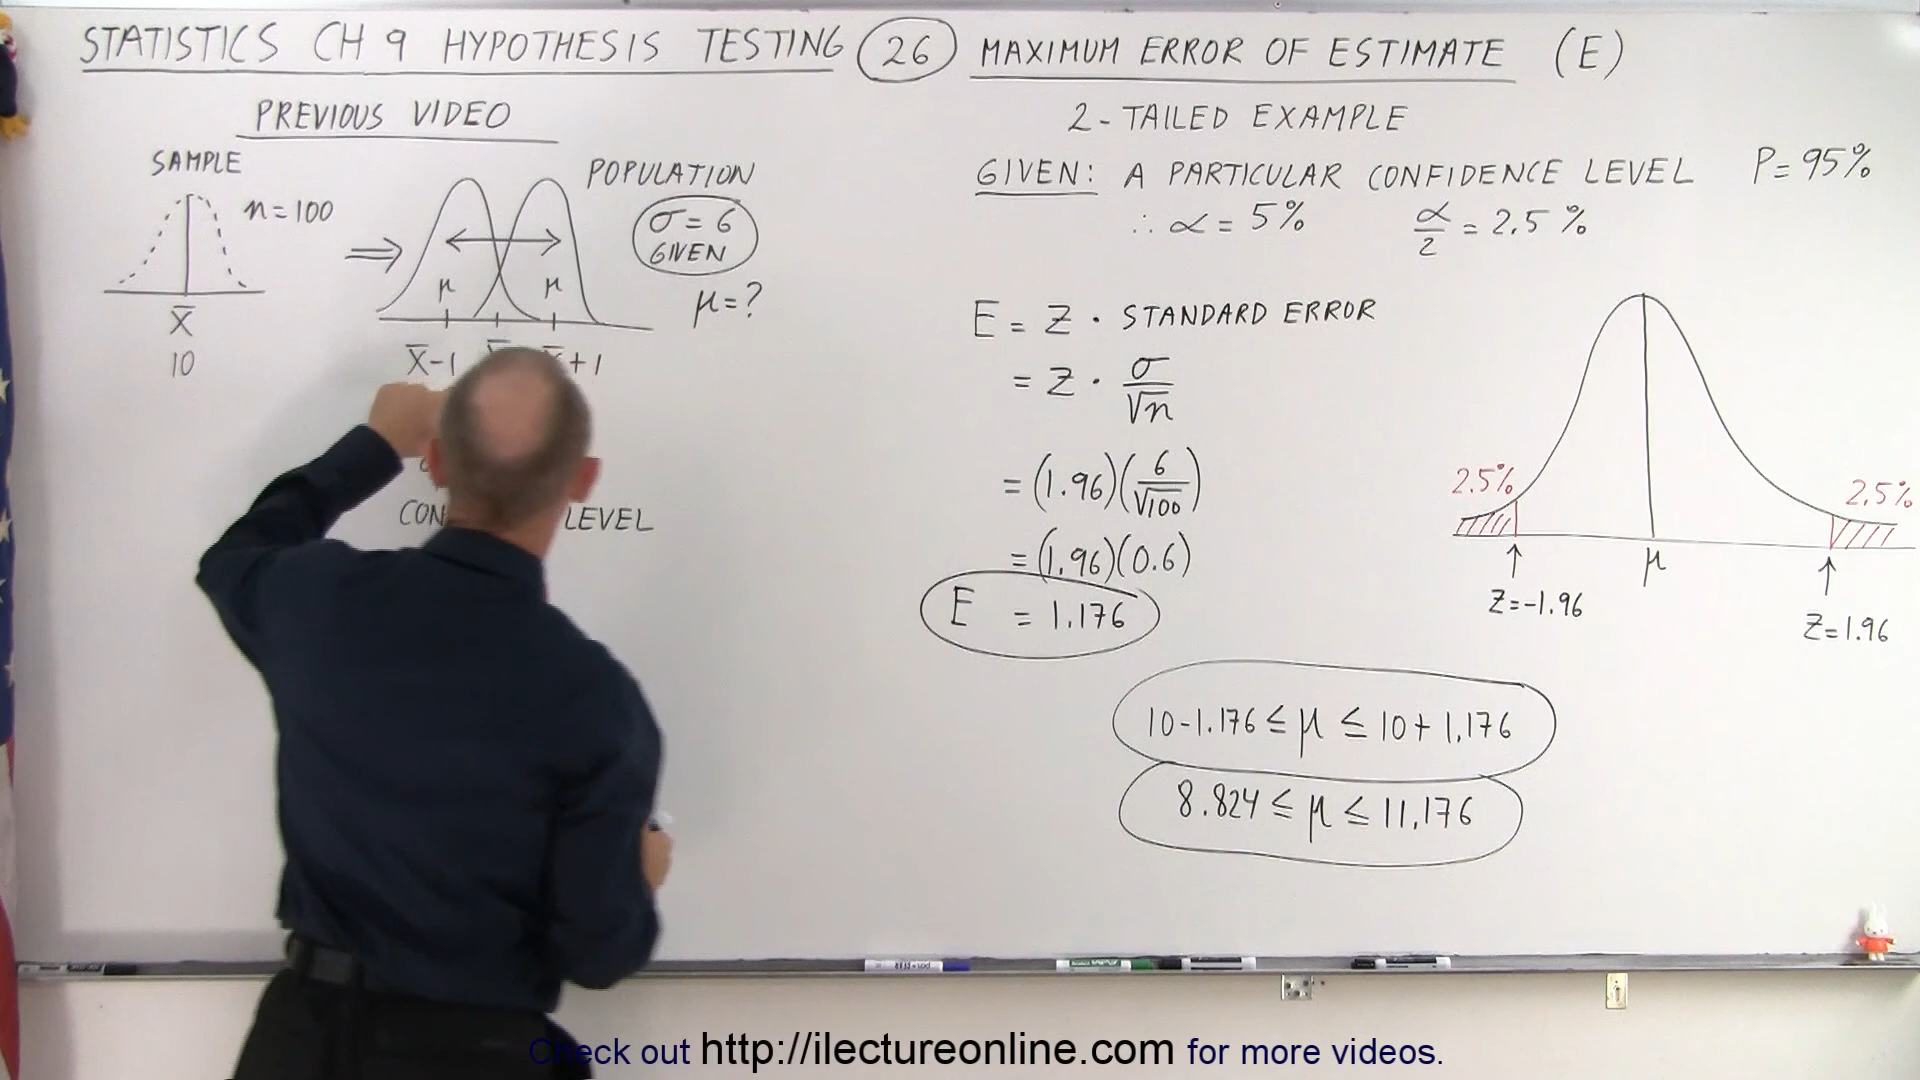 STATISTICS CH 9 HYPOTHESIS TESTING 26 MAXIMUM ERROR OF ESTIMATE (E)
PREVIOUS VIDEO
SAMPLE
n=100
X̄
10
POPULATION
σ=6
GIVEN
μ=?
μ μ
X̄-1 +1
LEVEL
2-TAILED EXAMPLE
GIVEN: A PARTICULAR CONFIDENCE LEVEL P=95%
∴ α = 5% α/2 = 2.5%
E = Z · STANDARD ERROR
= Z · σ/√n
= (1.96)(6/√100)
= (1.96)(0.6)
E = 1.176
2.5% 2.5%
μ
Z=-1.96
Z=1.96
10-1.176 ≤ μ ≤ 10+1.176
8.824 ≤ μ ≤ 11.176
Check out http://ilectureonline.com for more videos.